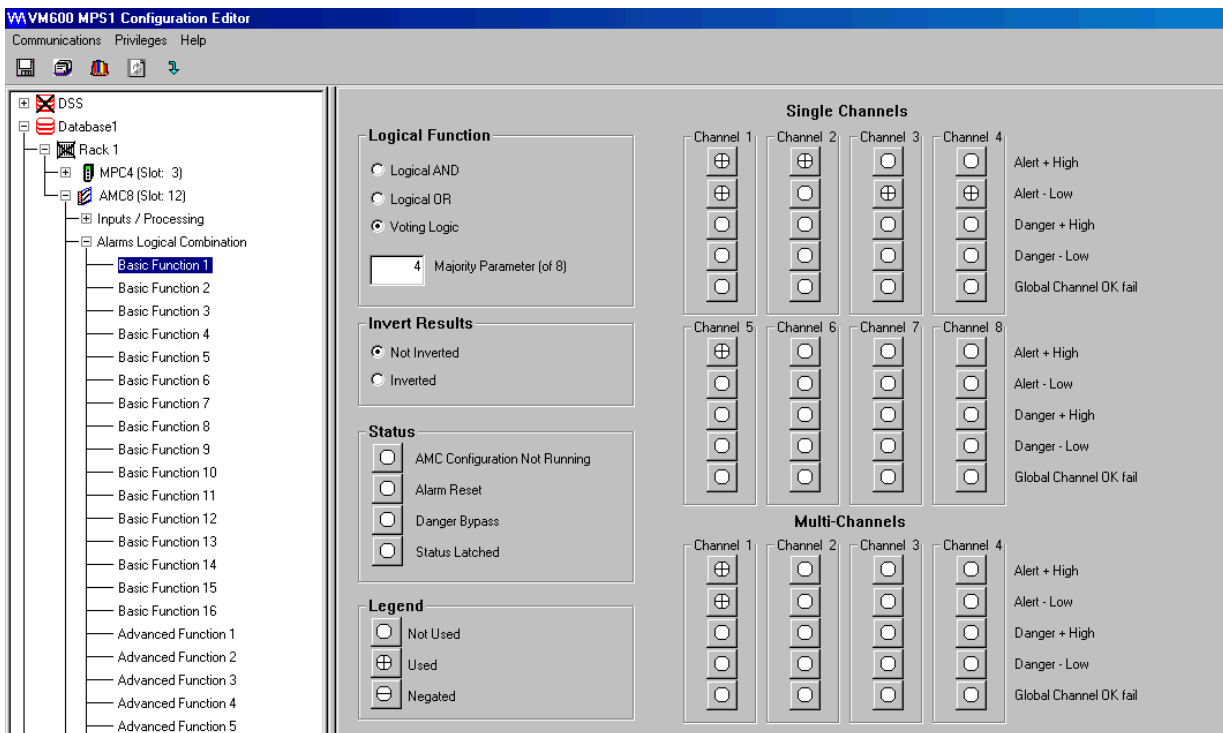 VM600 MPS1 Configuration Editor
Communications Privileges Help
DSS
Database1
Rack 1
MPC4 (Slot: 3)
AMC8 (Slot: 12)
Inputs / Processing
Alarms Logical Combination
Basic Function 1
Basic Function 2
Basic Function 3
Basic Function 4
Basic Function 5
Basic Function 6
Basic Function 7
Basic Function 8
Basic Function 9
Basic Function 10
Basic Function 11
Basic Function 12
Basic Function 13
Basic Function 14
Basic Function 15
Basic Function 16
Advanced Function 1
Advanced Function 2
Advanced Function 3
Advanced Function 4
Advanced Function 5
Logical Function
Logical AND
Logical OR
Voting Logic
4 Majority Parameter (of 8)
Invert Results
Not Inverted
Inverted
Status
AMC Configuration Not Running
Alarm Reset
Danger Bypass
Status Latched
Legend
Not Used
Used
Negated
Single Channels
Channel 1 Channel 2 Channel 3 Channel 4
Alert + High
Alert - Low
Danger + High
Danger - Low
Global Channel OK fail
Channel 5 Channel 6 Channel 7 Channel 8
Alert + High
Alert - Low
Danger + High
Danger - Low
Global Channel OK fail
Multi-Channels
Channel 1 Channel 2 Channel 3 Channel 4
Alert + High
Alert - Low
Danger + High
Danger - Low
Global Channel OK fail